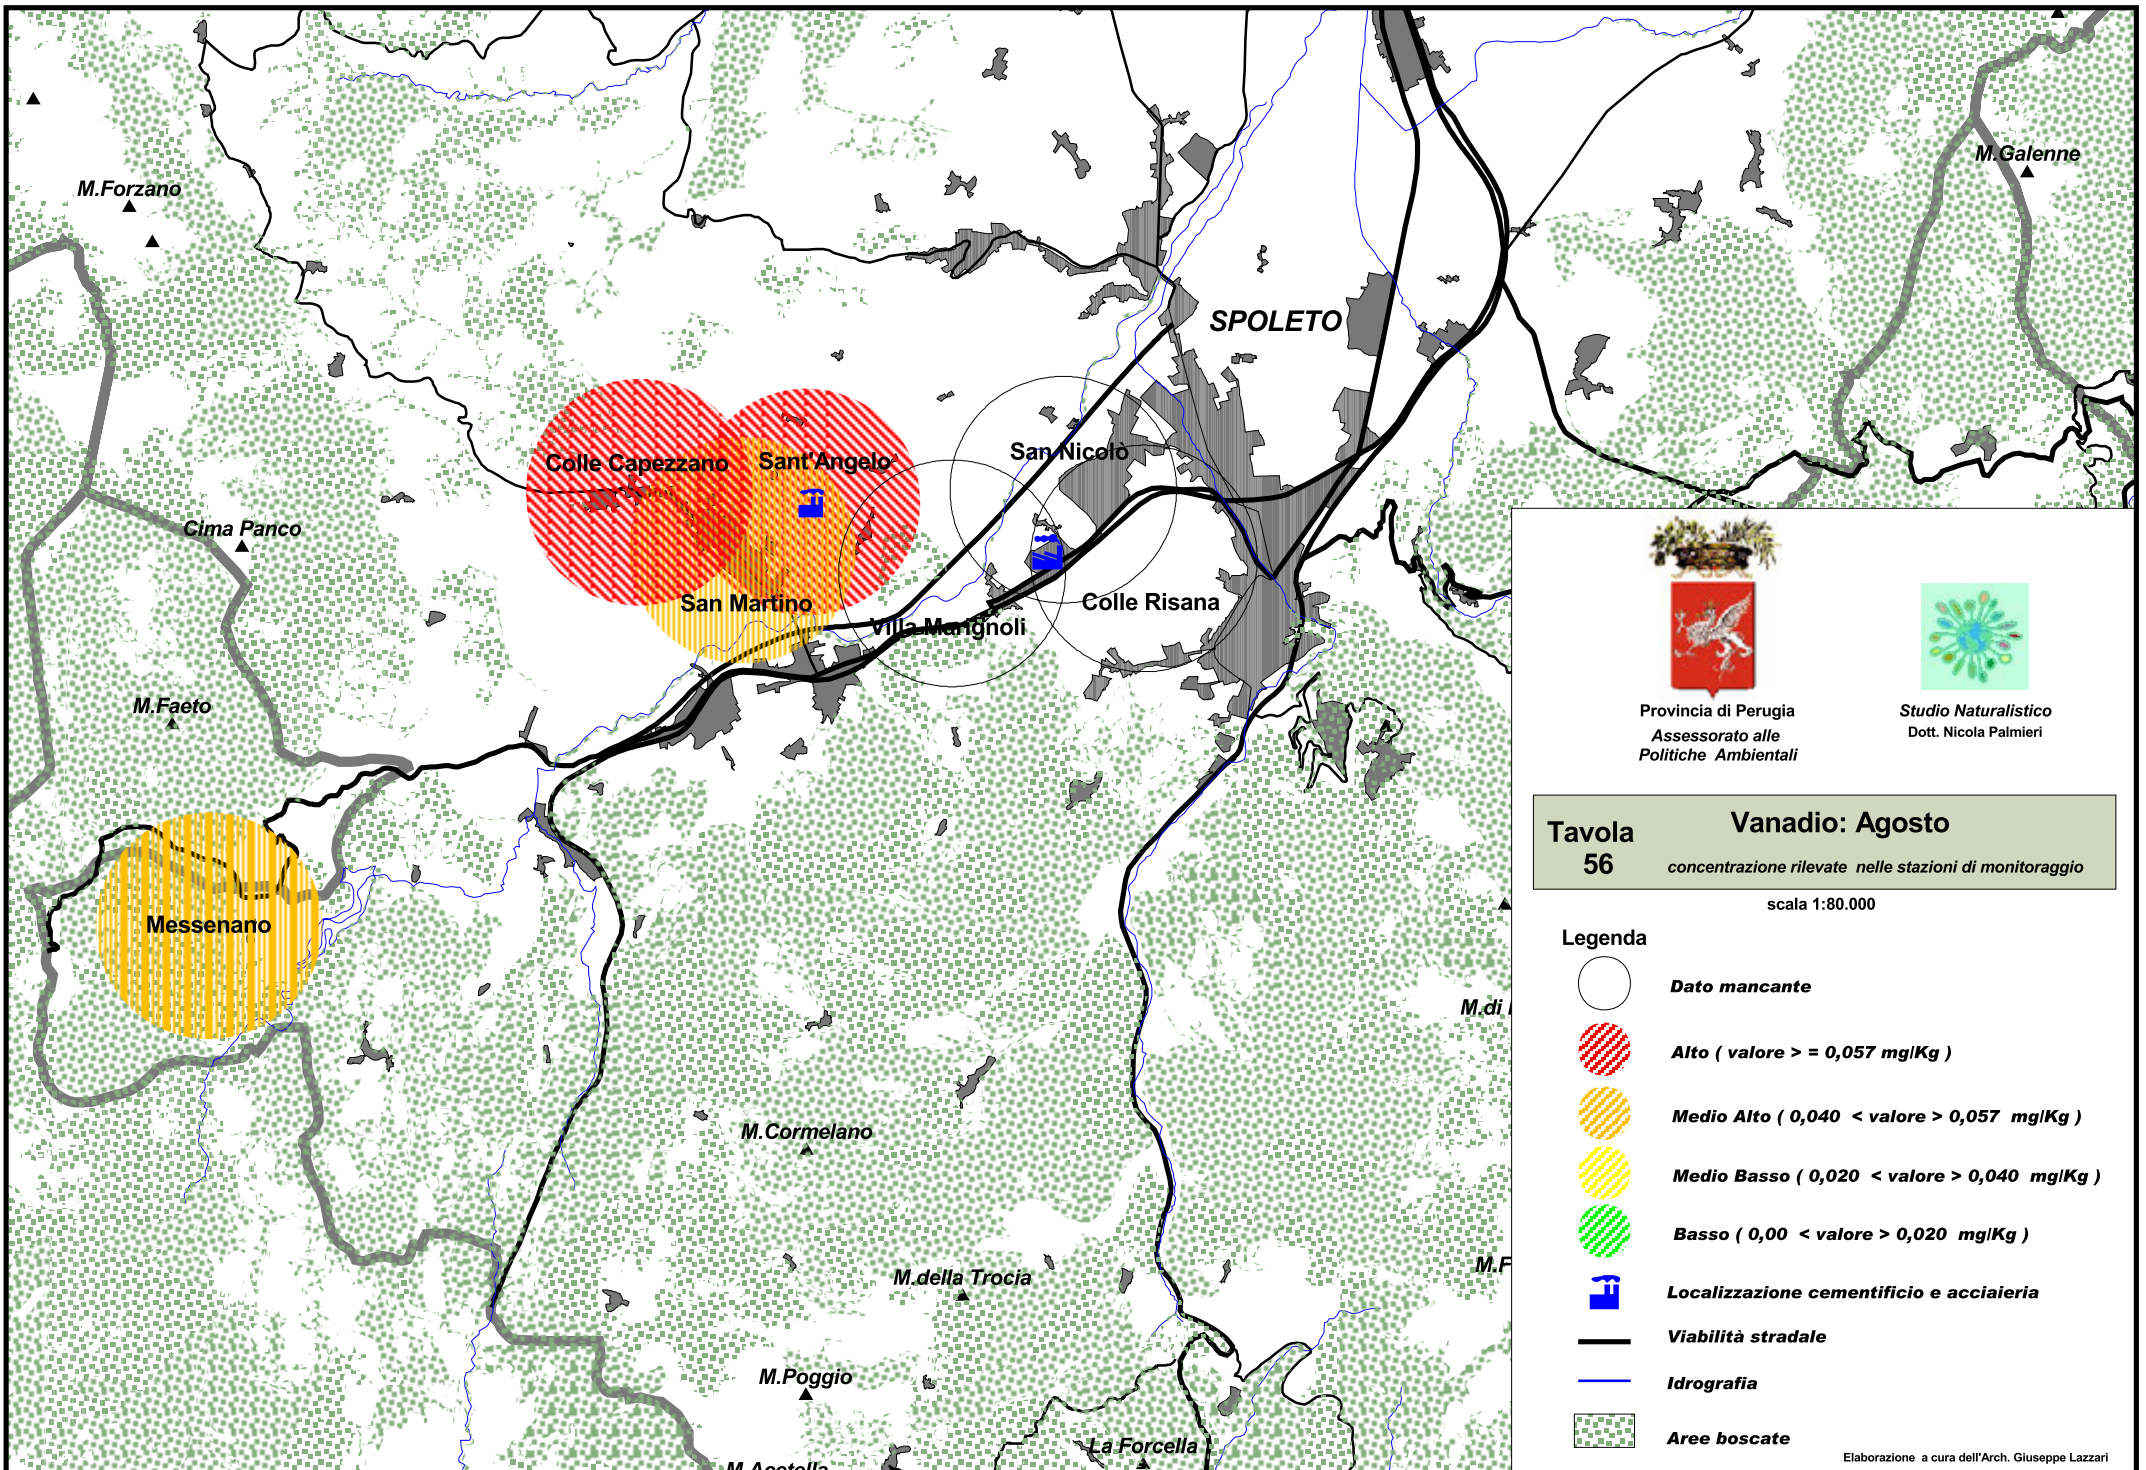 M.Forzano
M.Galenne
SPOLETO
San Nicolò
Colle Capezzano
Sant'Angelo
Cima Panco
San Martino
Colle Risana
Villa Marignoli
M.Faeto
Messenano
M.di
M.Cormelano
M.della Trocia
M.Poggio
La Forcella
M.Acetella
Provincia di Perugia
Assessorato alle
Politiche Ambientali
Studio Naturalistico
Dott. Nicola Palmieri
Tavola
56
Vanadio: Agosto
concentrazione rilevate nelle stazioni di monitoraggio
scala 1:80.000
Legenda
Dato mancante
Alto ( valore > = 0,057 mg/Kg )
Medio Alto ( 0,040 < valore > 0,057 mg/Kg )
Medio Basso ( 0,020 < valore > 0,040 mg/Kg )
Basso ( 0,00 < valore > 0,020 mg/Kg )
Localizzazione cementificio e acciaieria
Viabilità stradale
Idrografia
Aree boscate
Elaborazione a cura dell'Arch. Giuseppe Lazzari